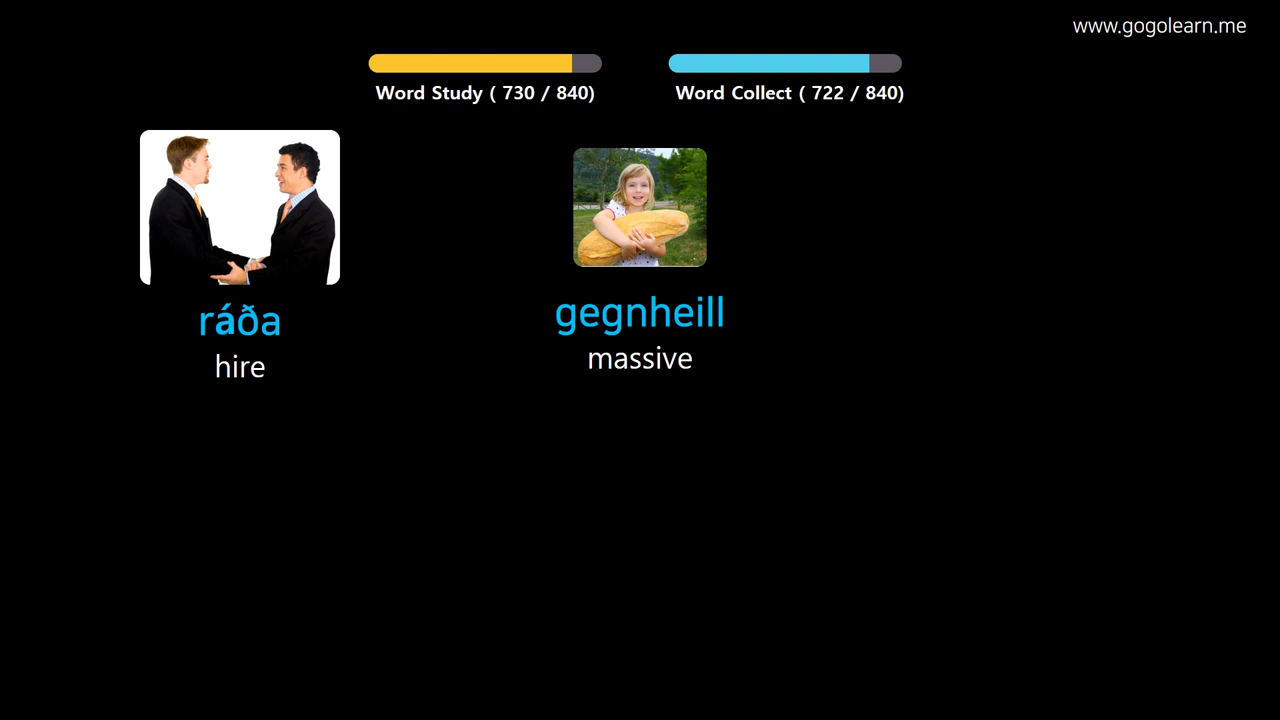 www.gogolearn.me
Word Study ( 730 / 840)
Word Collect ( 722 / 840)
ráða
hire
gegnheill
massive